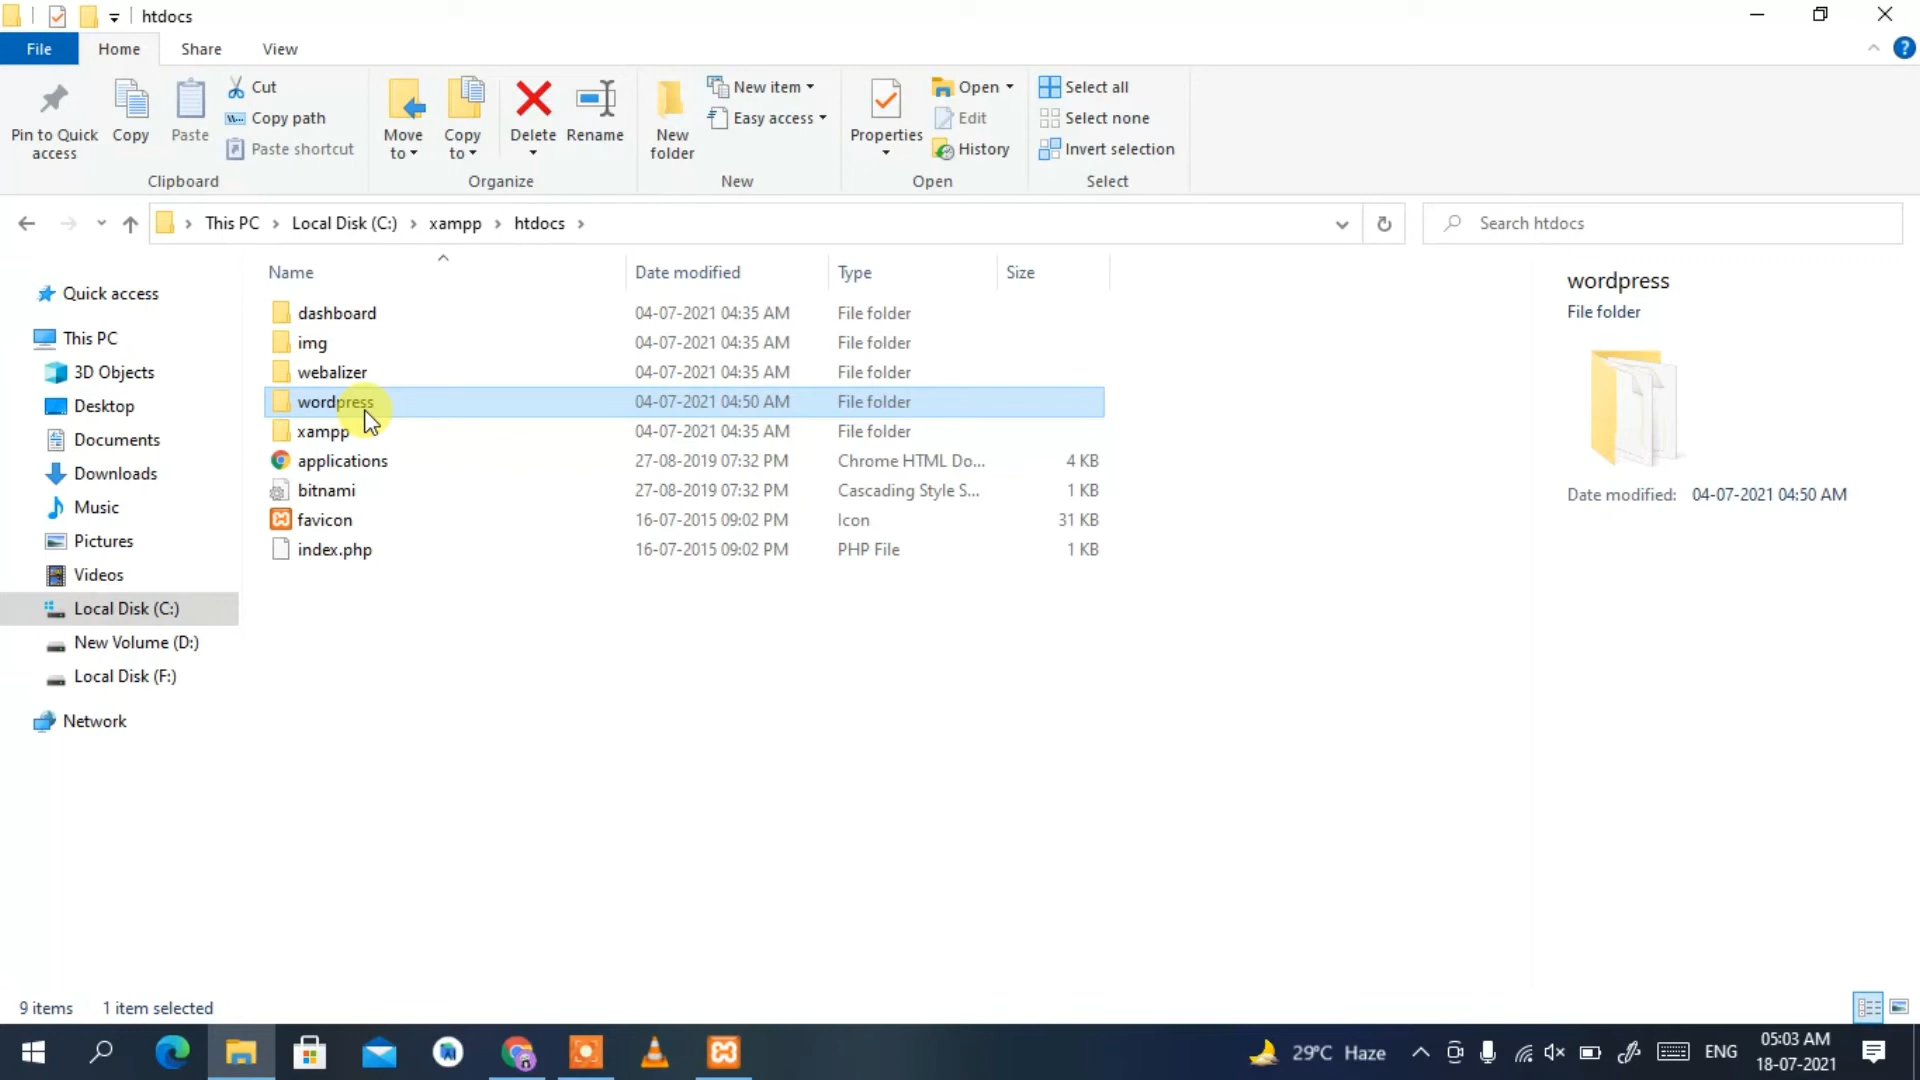 htdocs
File Home Share View
Pin to Quick access
Copy
Paste
Cut
Copy path
Paste shortcut
Clipboard
Move to
Copy to
Delete
Rename
Organize
New folder
New item
Easy access
New
Properties
Open
Edit
History
Open
Select all
Select none
Invert selection
Select
This PC Local Disk (C:) xampp htdocs
Search htdocs
Quick access
This PC
3D Objects
Desktop
Documents
Downloads
Music
Pictures
Videos
Local Disk (C:)
New Volume (D:)
Local Disk (F:)
Network
Name Date modified Type Size
dashboard 04-07-2021 04:35 AM File folder
img 04-07-2021 04:35 AM File folder
webalizer 04-07-2021 04:35 AM File folder
wordpress 04-07-2021 04:50 AM File folder
xampp 04-07-2021 04:35 AM File folder
applications 27-08-2019 07:32 PM Chrome HTML Do... 4 KB
bitnami 27-08-2019 07:32 PM Cascading Style S... 1 KB
favicon 16-07-2015 09:02 PM Icon 31 KB
index.php 16-07-2015 09:02 PM PHP File 1 KB
wordpress
File folder
Date modified: 04-07-2021 04:50 AM
9 items 1 item selected
29°C Haze
ENG
05:03 AM
18-07-2021